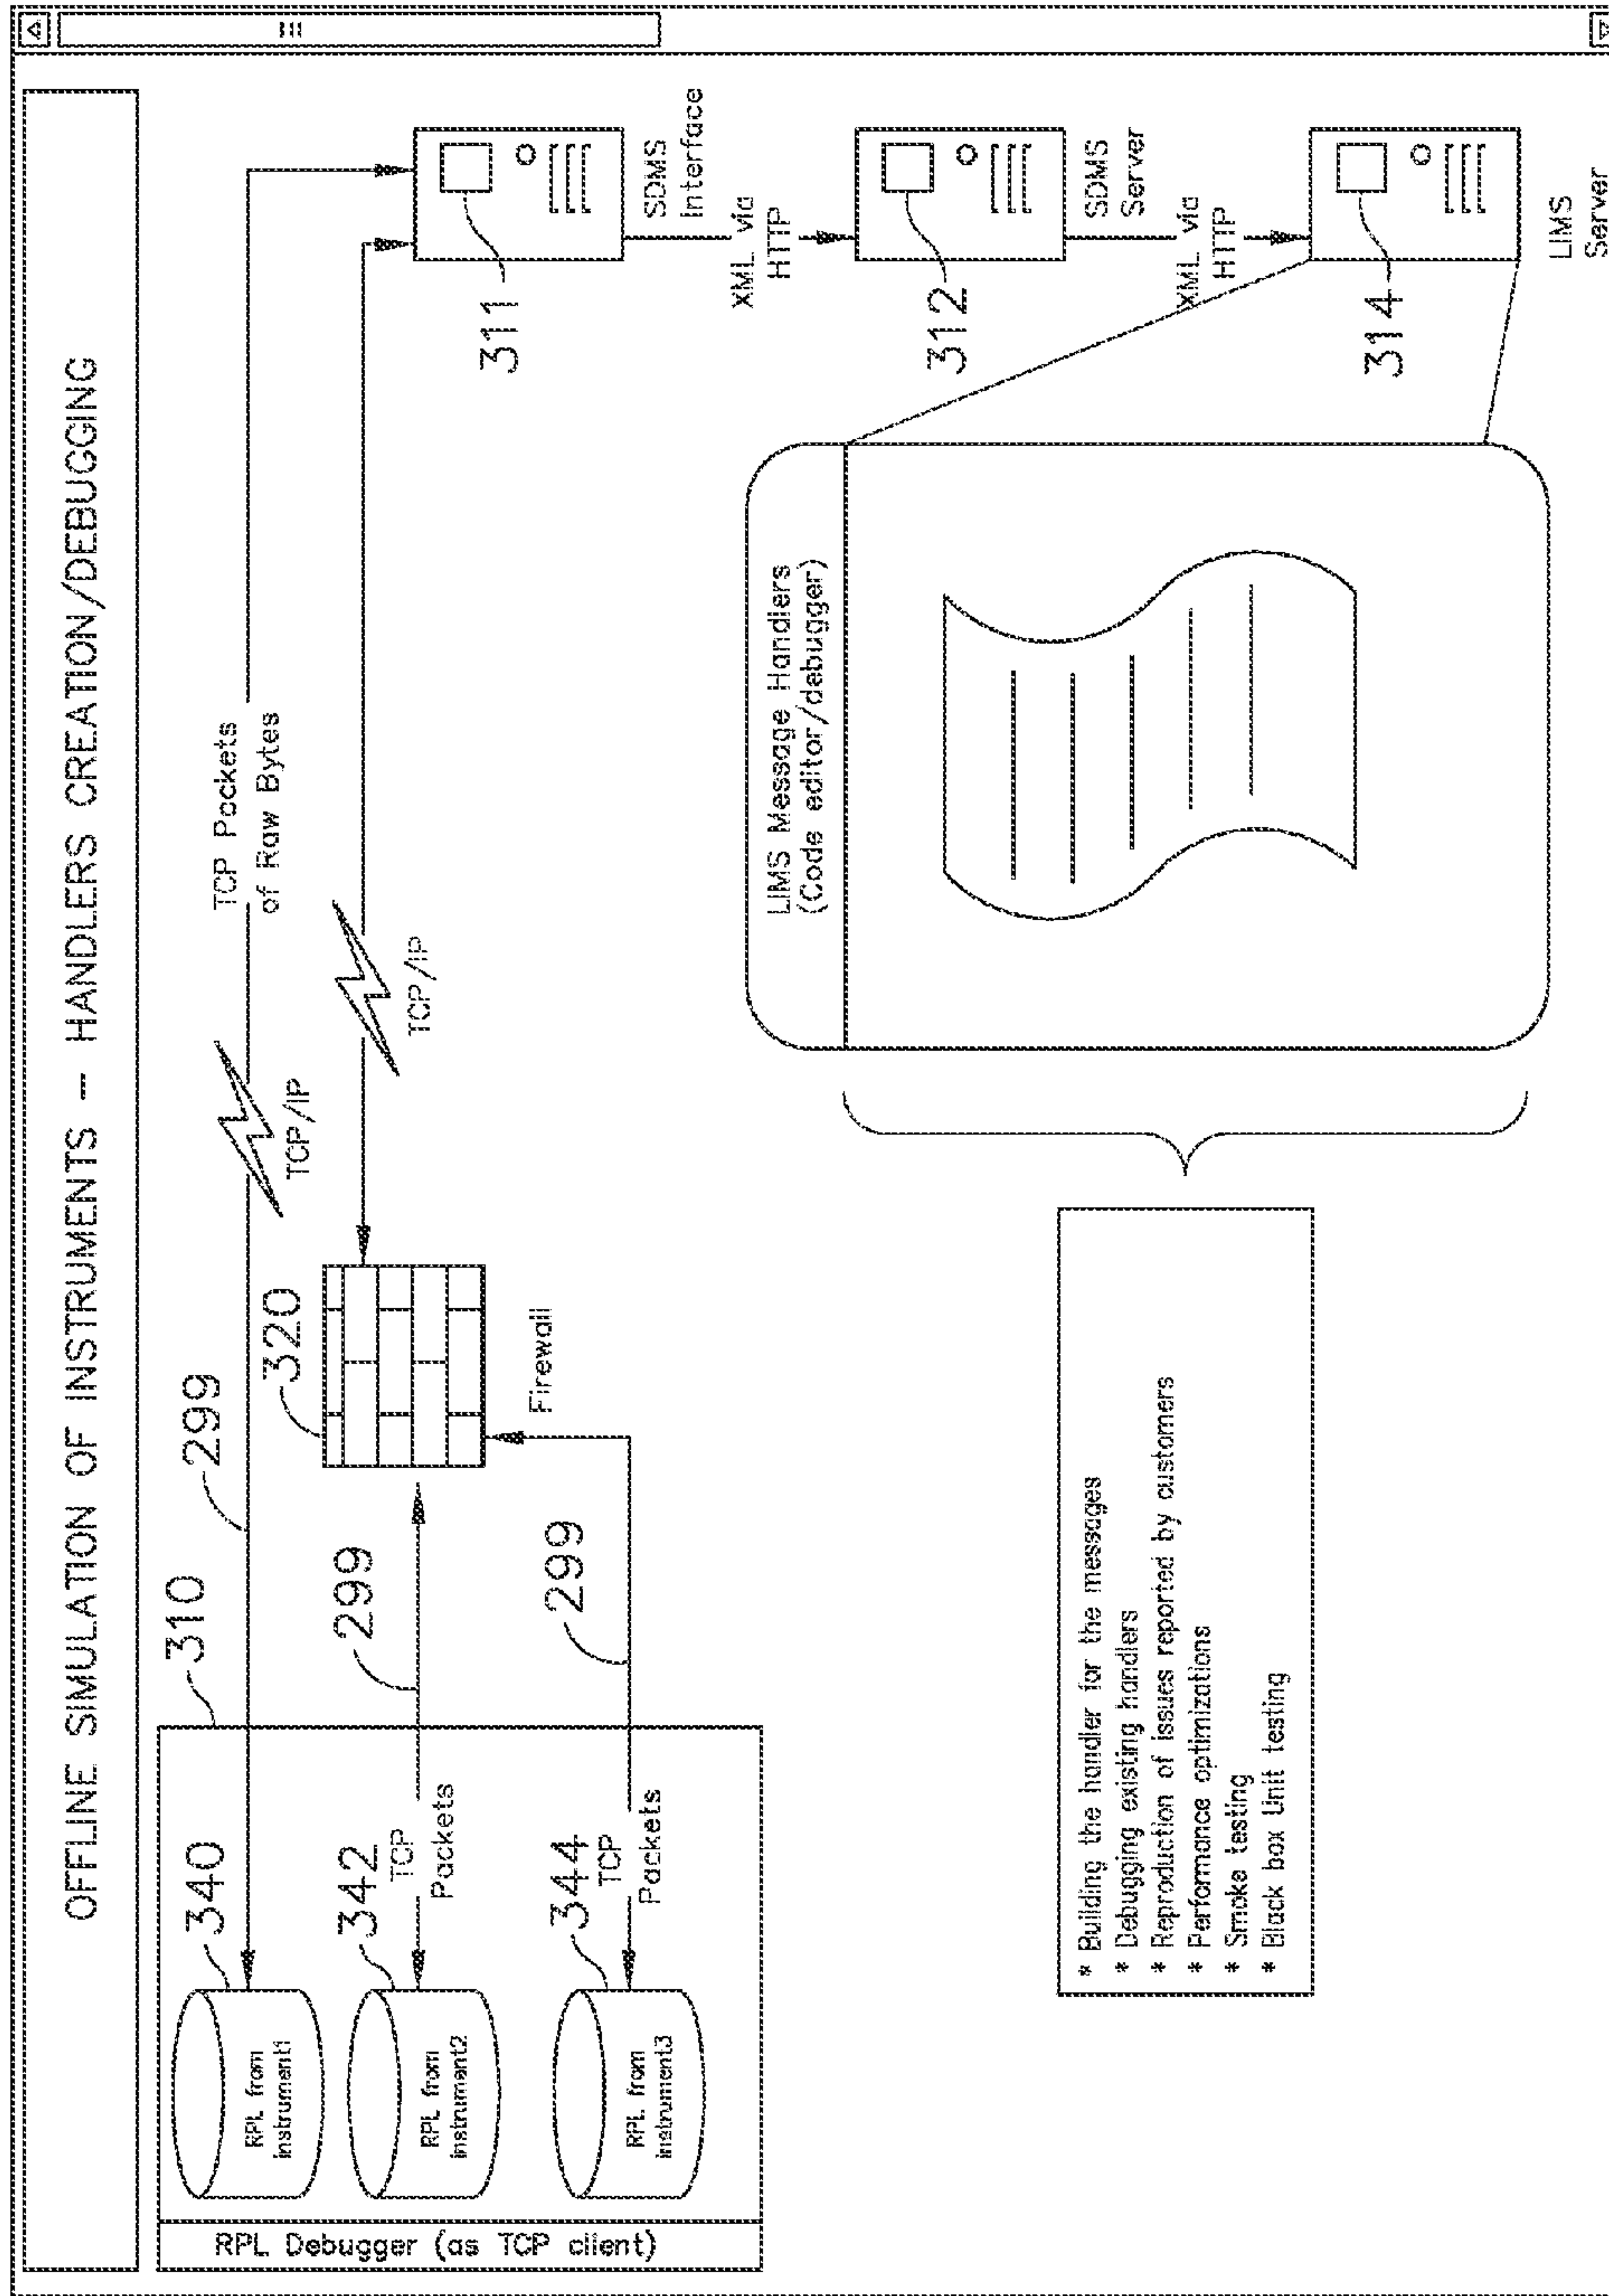 OFFLINE SIMULATION OF INSTRUMENTS – HANDLERS CREATION/DEBUGGING
RPL Debugger (as TCP client)
310
340
RPL from
instrument1
342
RPL from
instrument2
TCP
Packets
344
RPL from
instrument3
TCP
Packets
299
299
299
320
Firewall
TCP/IP
TCP/IP
TCP Packets
of Raw Bytes
311
SDMS
Interface
XML via
HTTP
312
SDMS
Server
XML via
HTTP
314
LIMS
Server
LIMS Message Handlers
(Code editor/debugger)
* Building the handler for the messages
* Debugging existing handlers
* Reproduction of issues reported by customers
* Performance optimizations
* Smoke testing
* Black box Unit testing